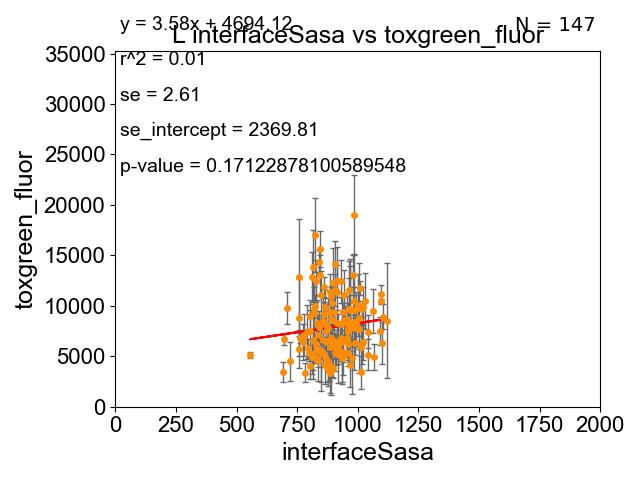 y = 3.58x + 4694.12
N = 147
L interfaceSasa vs toxgreen_fluor
r^2 = 0.01
se = 2.61
se_intercept = 2369.81
p-value = 0.17122878100589548
35000
30000
25000
20000
15000
10000
5000
0
toxgreen_fluor
0 250 500 750 1000 1250 1500 1750 2000
interfaceSasa